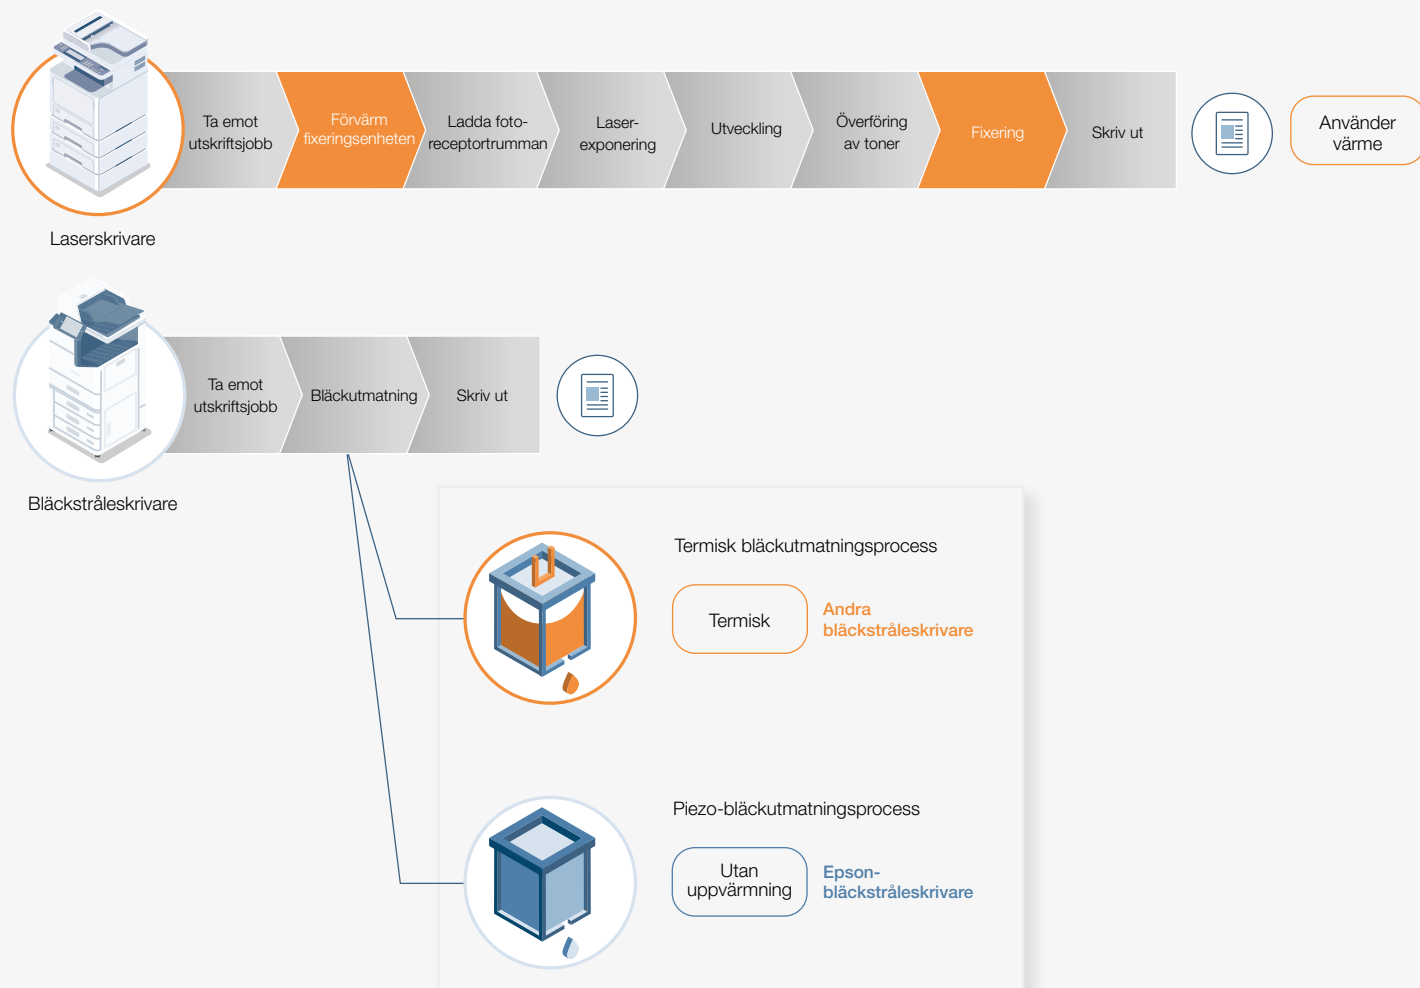 Ta emot
utskriftsjobb
Förvärm
fixeringsenheten
Ladda foto-
receptortrumman
Laser-
exponering
Utveckling
Överföring
av toner
Fixering
Skriv ut
Använder
värme
Laserskrivare
Ta emot
utskriftsjobb
Bläckutmatning
Skriv ut
Bläckstråleskrivare
Termisk bläckutmatningsprocess
Termisk
Andra
bläckstråleskrivare
Piezo-bläckutmatningsprocess
Utan
uppvärmning
Epson-
bläckstråleskrivare